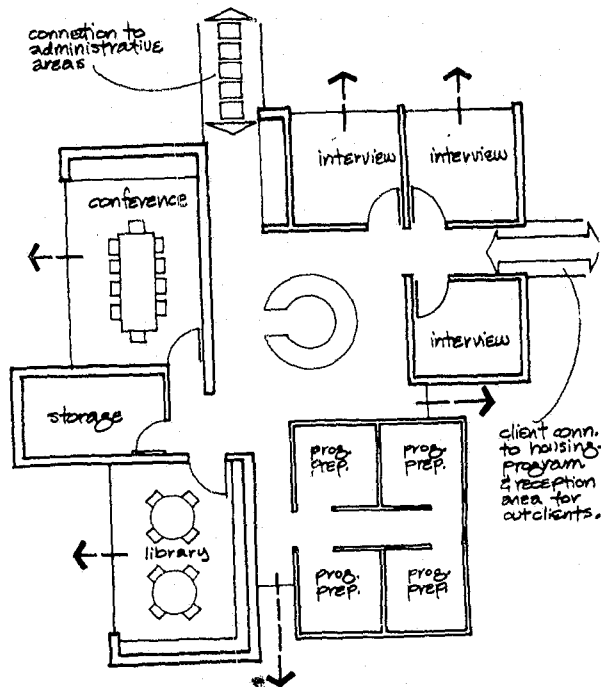 connection to
administrative
areas
interview
interview
conference
interview
storage
client conn.
to housing.
program
& reception
area for
outclients.
prog.
prep.
prog.
prep.
library
prog.
prep.
prog.
prep